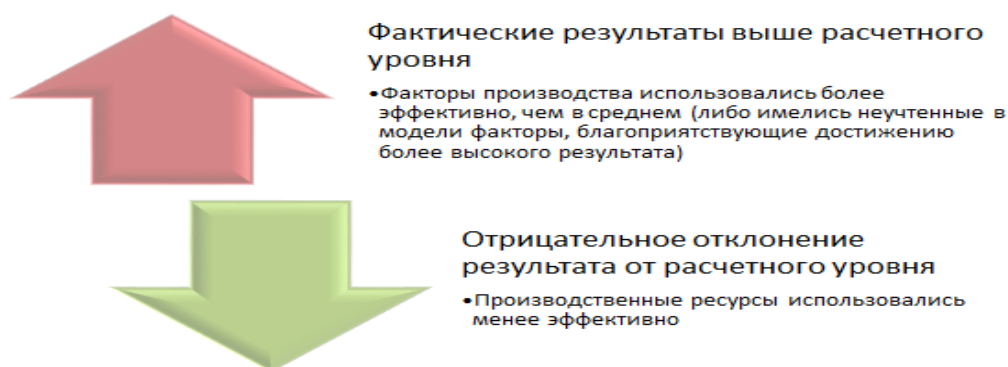 Фактические результаты выше расчетного
уровня
•Факторы производства использовались более
эффективно, чем в среднем (либо имелись неучтенные в
модели факторы, благоприятствующие достижению
более высокого результата)
Отрицательное отклонение
результата от расчетного уровня
•Производственные ресурсы использовались
менее эффективно